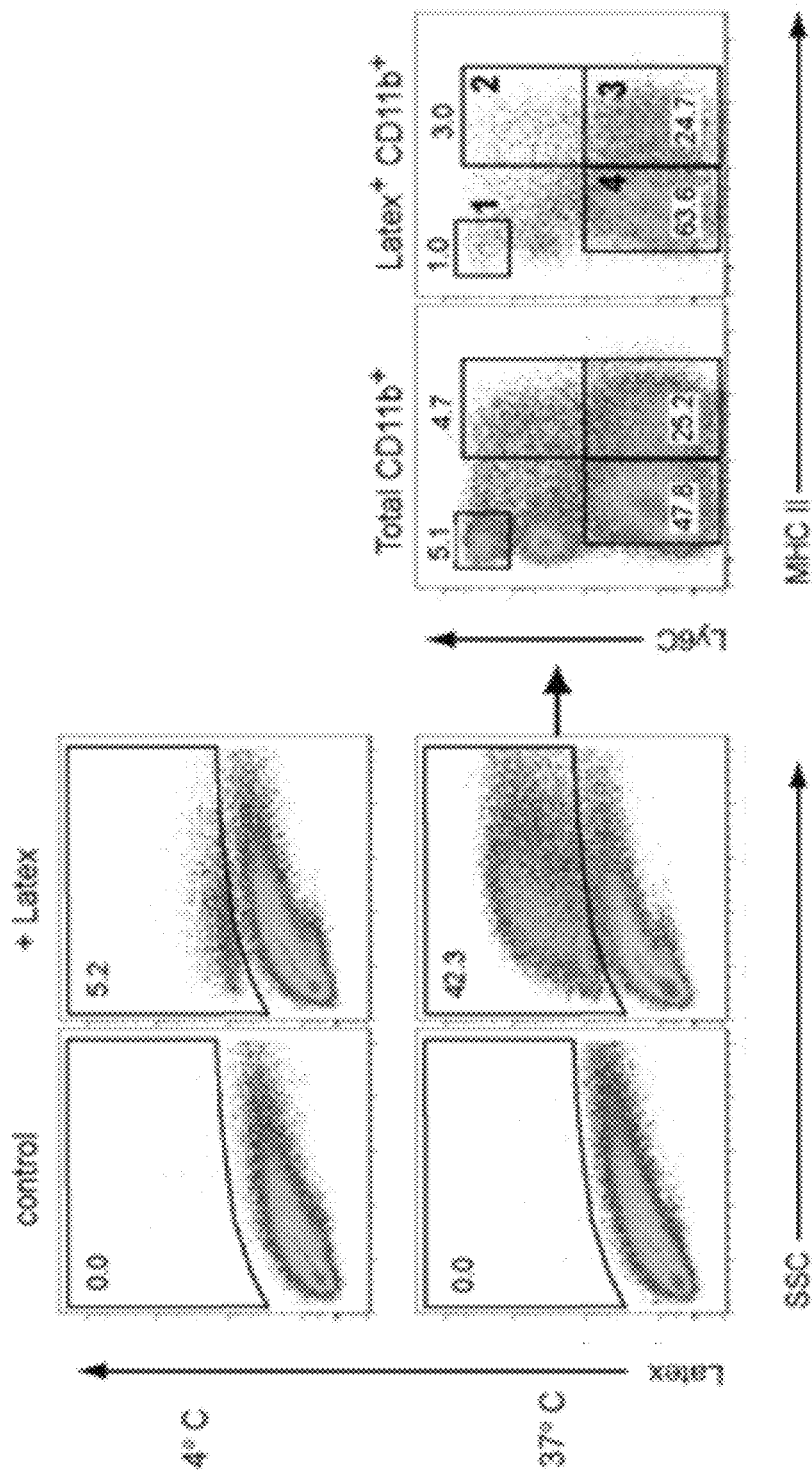 control
+ Latex
4° C
0.0
5.2
37° C
0.0
42.3
Latex
SSC
Total CD11b+
Latex+ CD11b+
5.1
4.7
47.8
25.2
1.0
3.0
1
2
3
4
63.6
24.7
Ly6C
MHC II